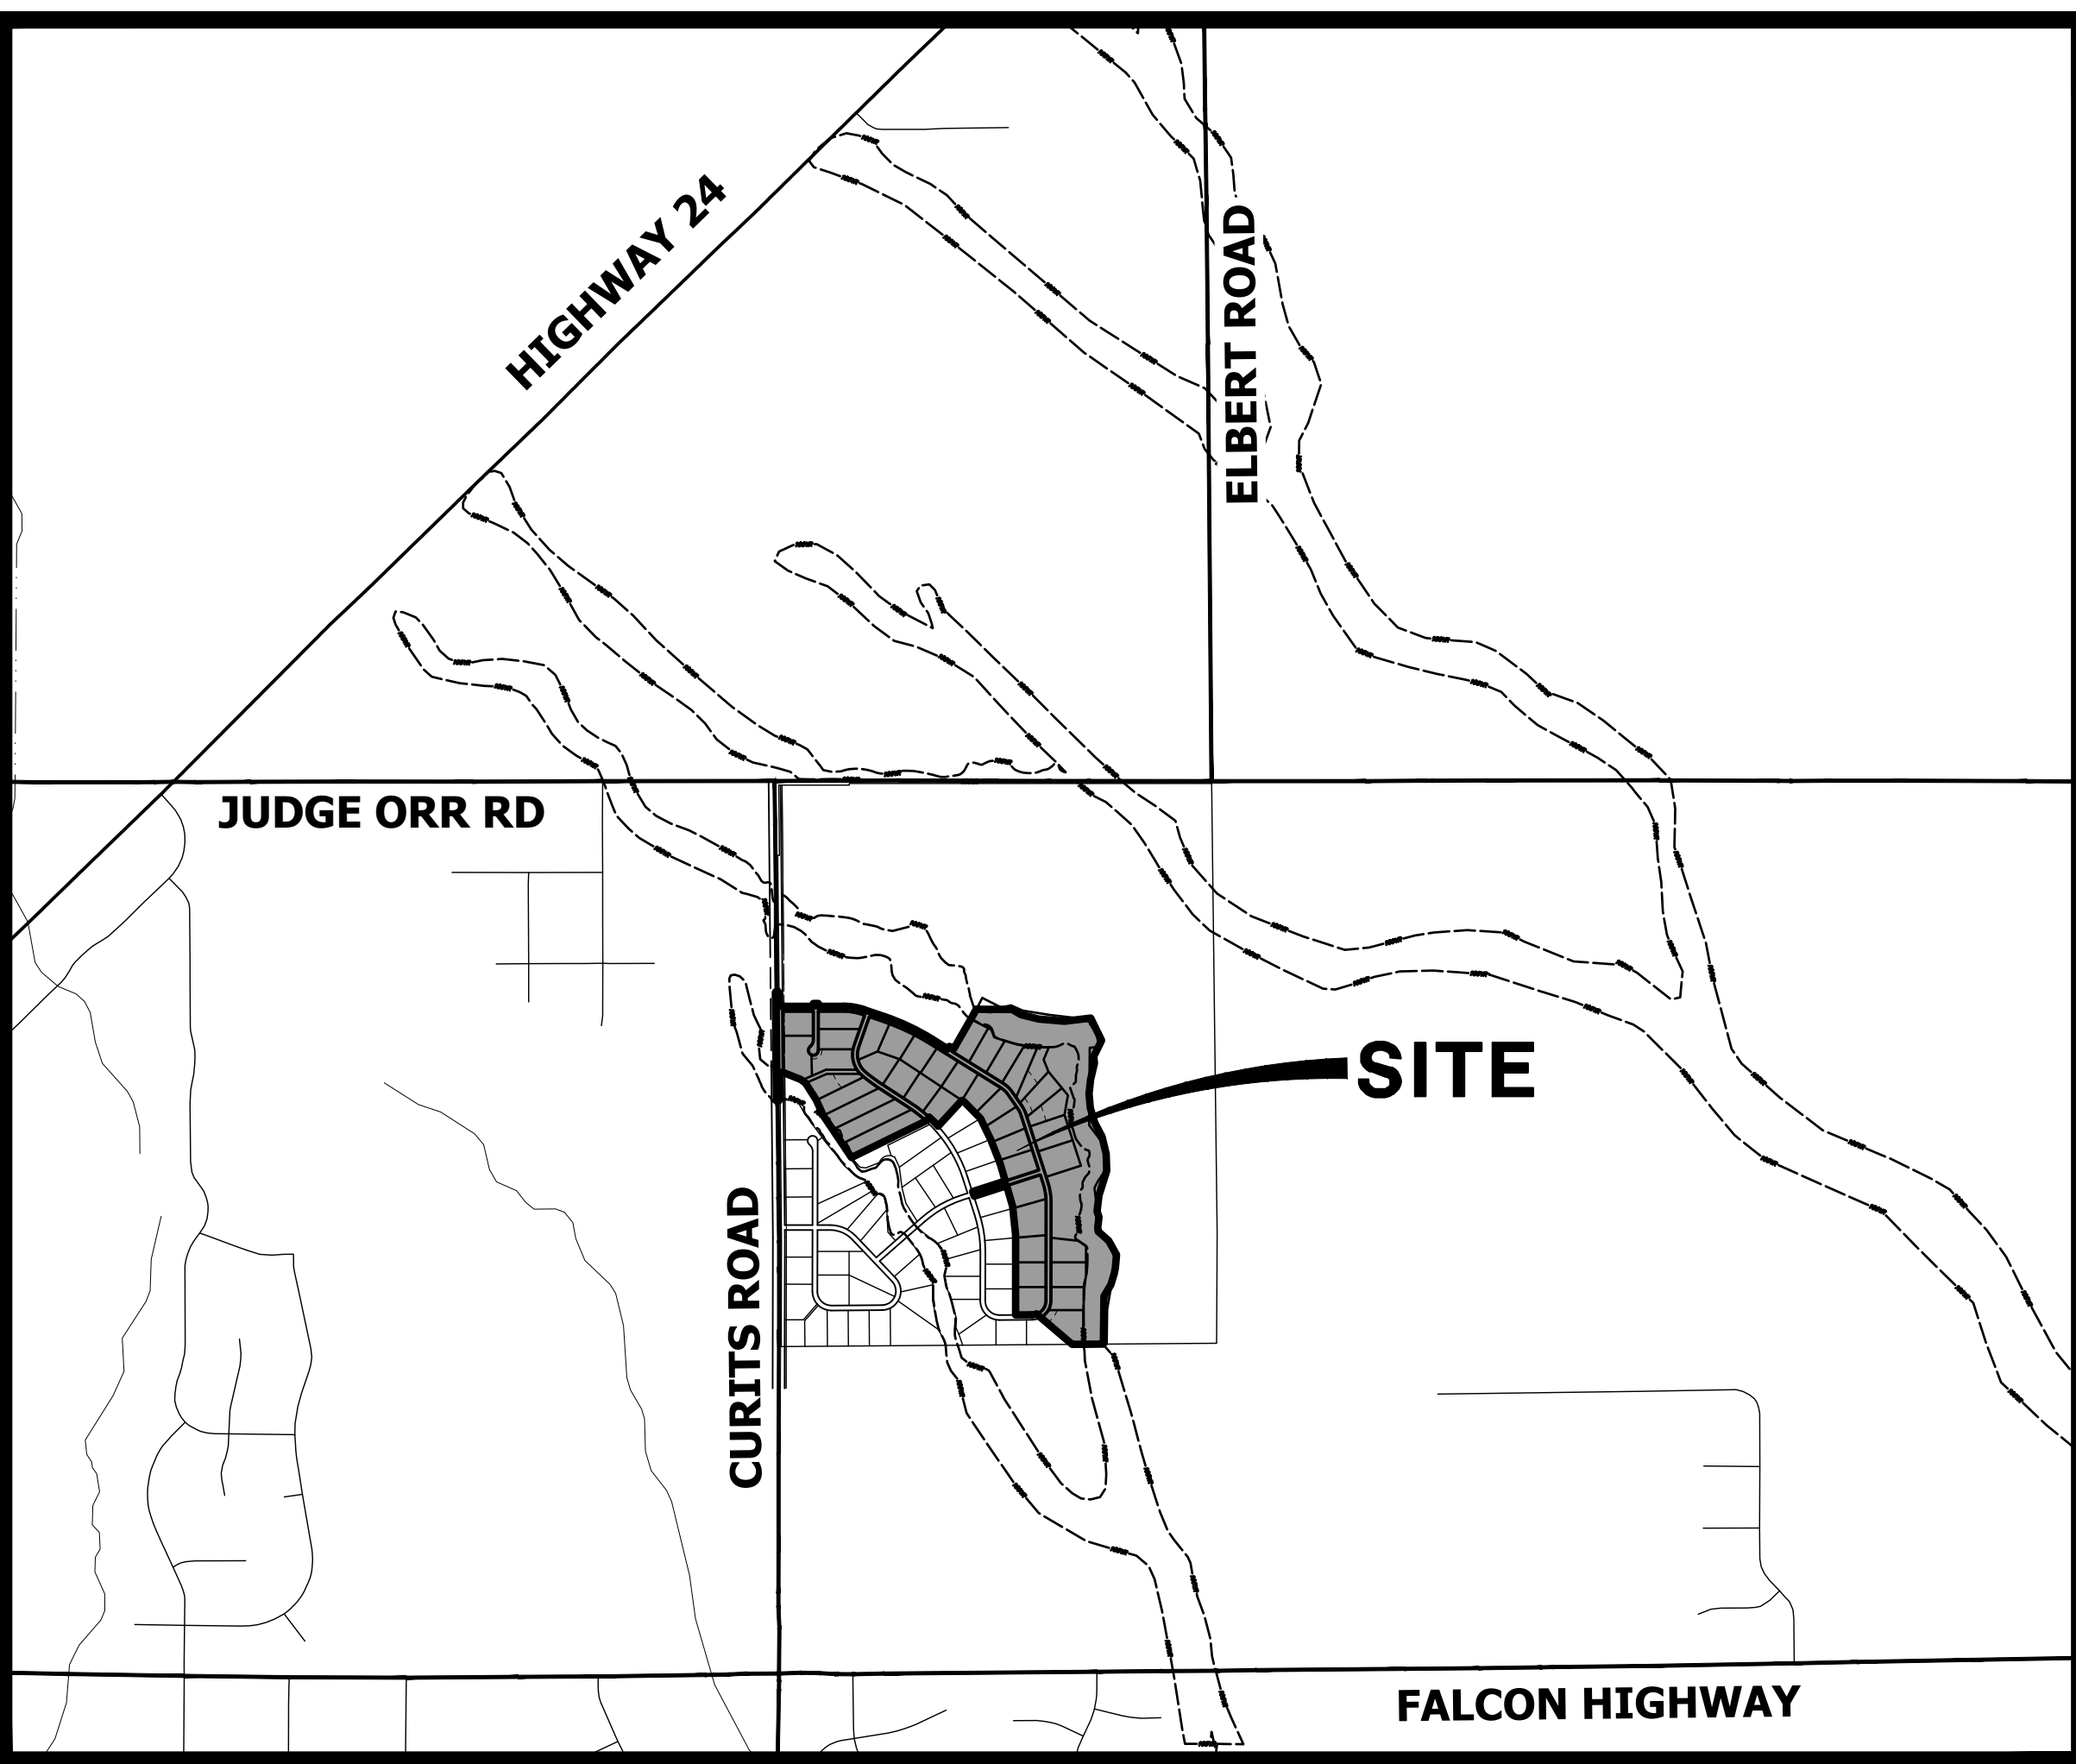 HIGHWAY 24
ELBERT ROAD
JUDGE ORR RD
SITE
CURITS ROAD
FALCON HIGHWAY